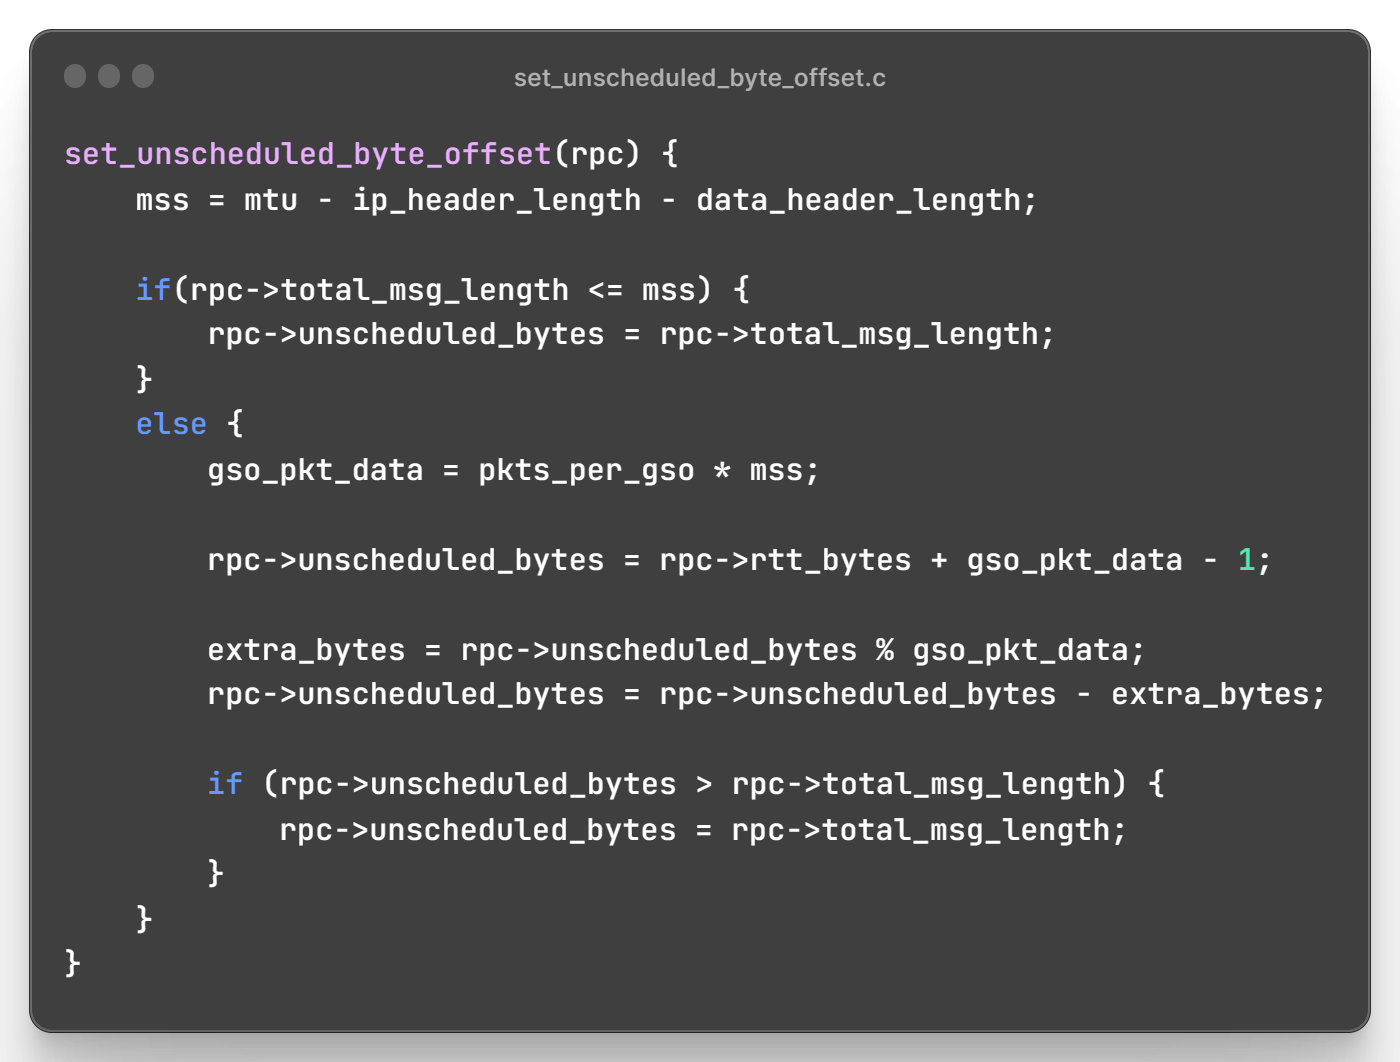 set_unscheduled_byte_offset.c
set_unscheduled_byte_offset(rpc) {
    mss = mtu - ip_header_length - data_header_length;

    if(rpc->total_msg_length <= mss) {
        rpc->unscheduled_bytes = rpc->total_msg_length;
    }
    else {
        gso_pkt_data = pkts_per_gso * mss;

        rpc->unscheduled_bytes = rpc->rtt_bytes + gso_pkt_data - 1;

        extra_bytes = rpc->unscheduled_bytes % gso_pkt_data;
        rpc->unscheduled_bytes = rpc->unscheduled_bytes - extra_bytes;

        if (rpc->unscheduled_bytes > rpc->total_msg_length) {
            rpc->unscheduled_bytes = rpc->total_msg_length;
        }
    }
}